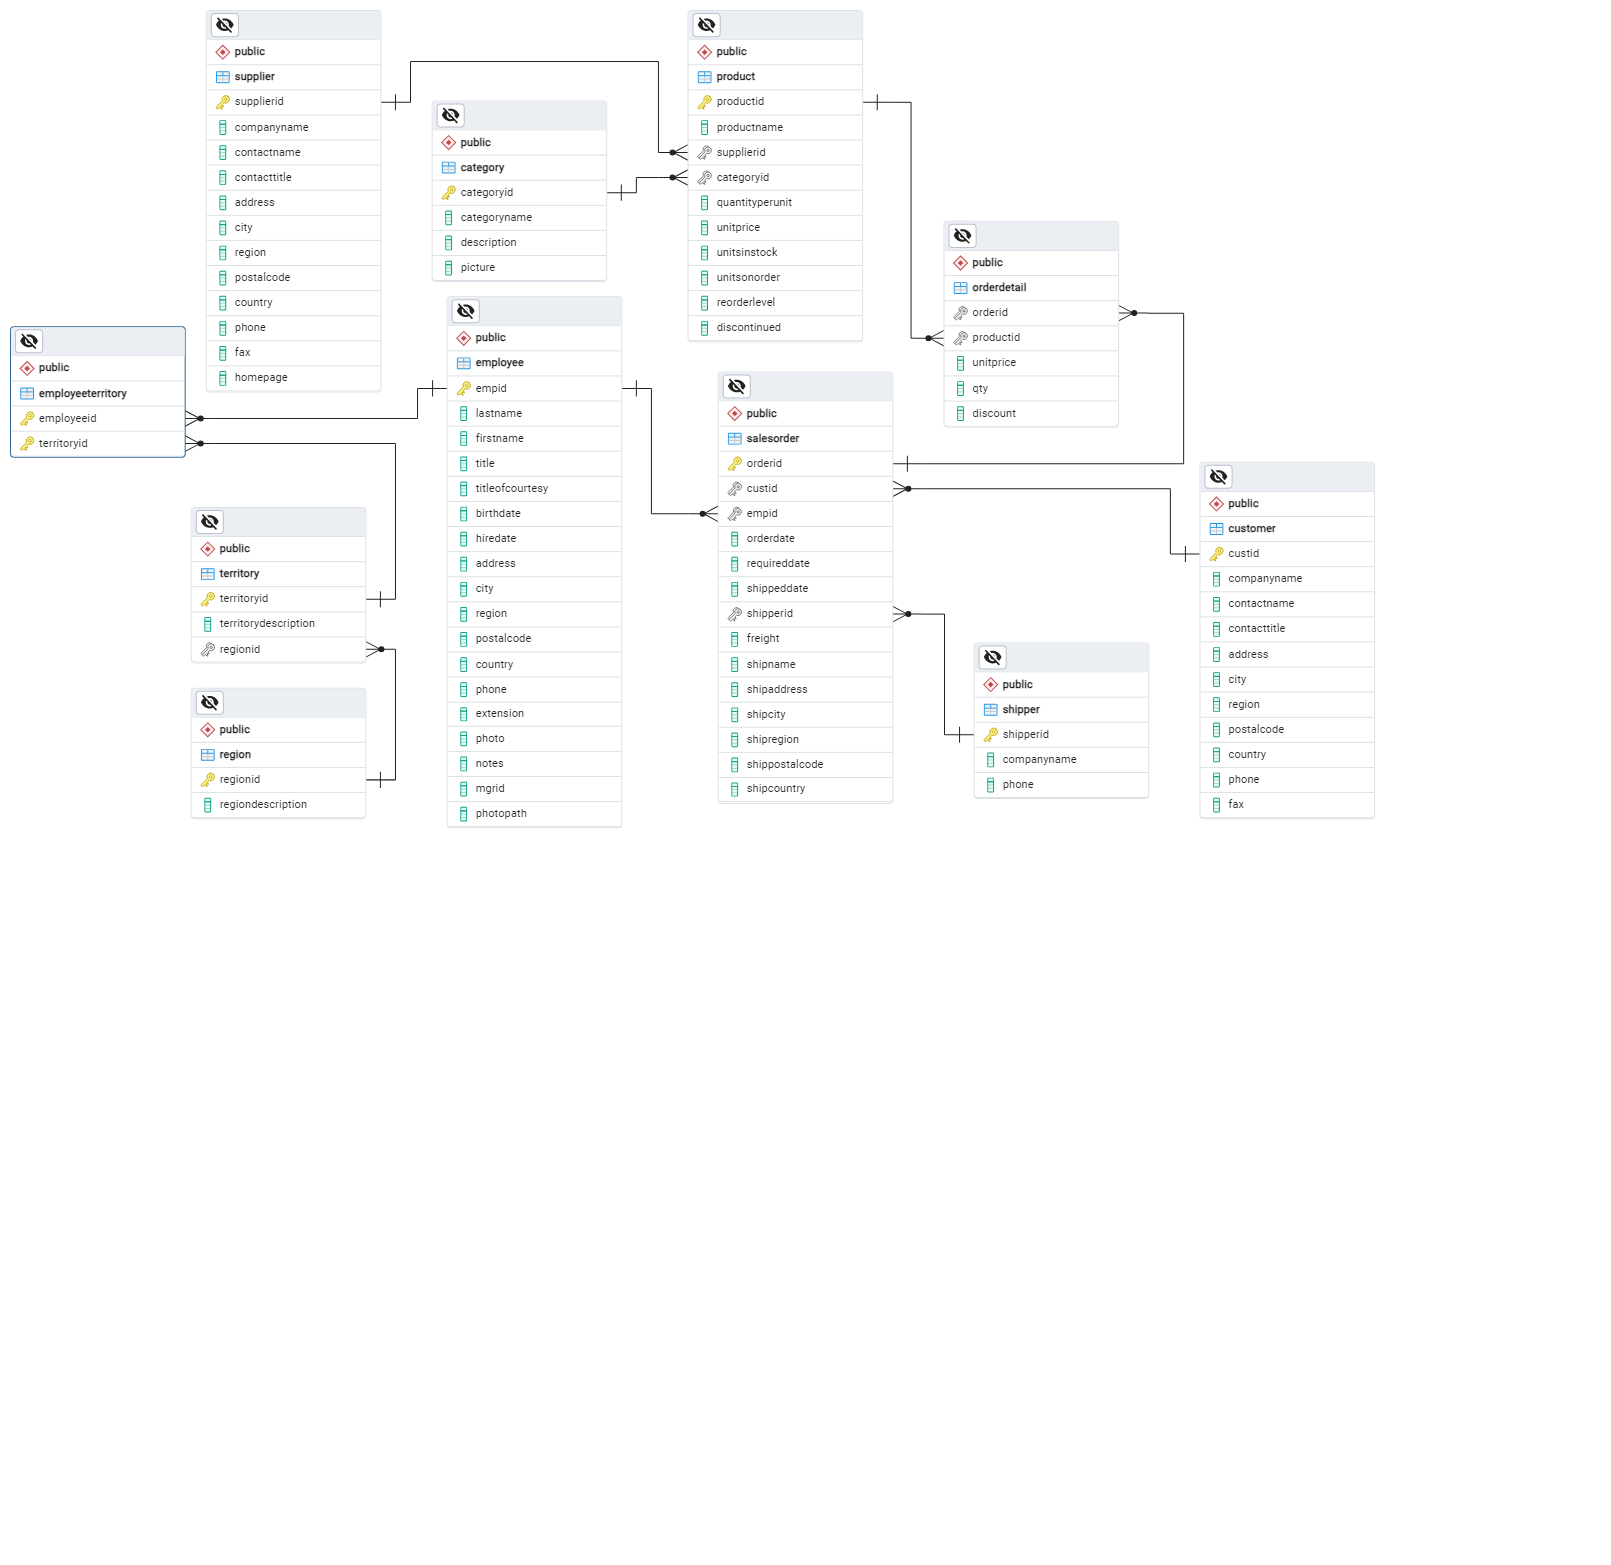 public
supplier
supplierid
companyname
contactname
contacttitle
address
city
region
postalcode
country
phone
fax
homepage
public
category
categoryid
categoryname
description
picture
public
product
productid
productname
supplierid
categoryid
quantityperunit
unitprice
unitsinstock
unitsonorder
reorderlevel
discontinued
public
orderdetail
orderid
productid
unitprice
qty
discount
public
employeeterritory
employeeid
territoryid
public
employee
empid
lastname
firstname
title
titleofcourtesy
birthdate
hiredate
address
city
region
postalcode
country
phone
extension
photo
notes
mgrid
photopath
public
salesorder
orderid
custid
empid
orderdate
requireddate
shippeddate
shipperid
freight
shipname
shipaddress
shipcity
shipregion
shippostalcode
shipcountry
public
customer
custid
companyname
contactname
contacttitle
address
city
region
postalcode
country
phone
fax
public
territory
territoryid
territorydescription
regionid
public
shipper
shipperid
companyname
phone
public
region
regionid
regiondescription